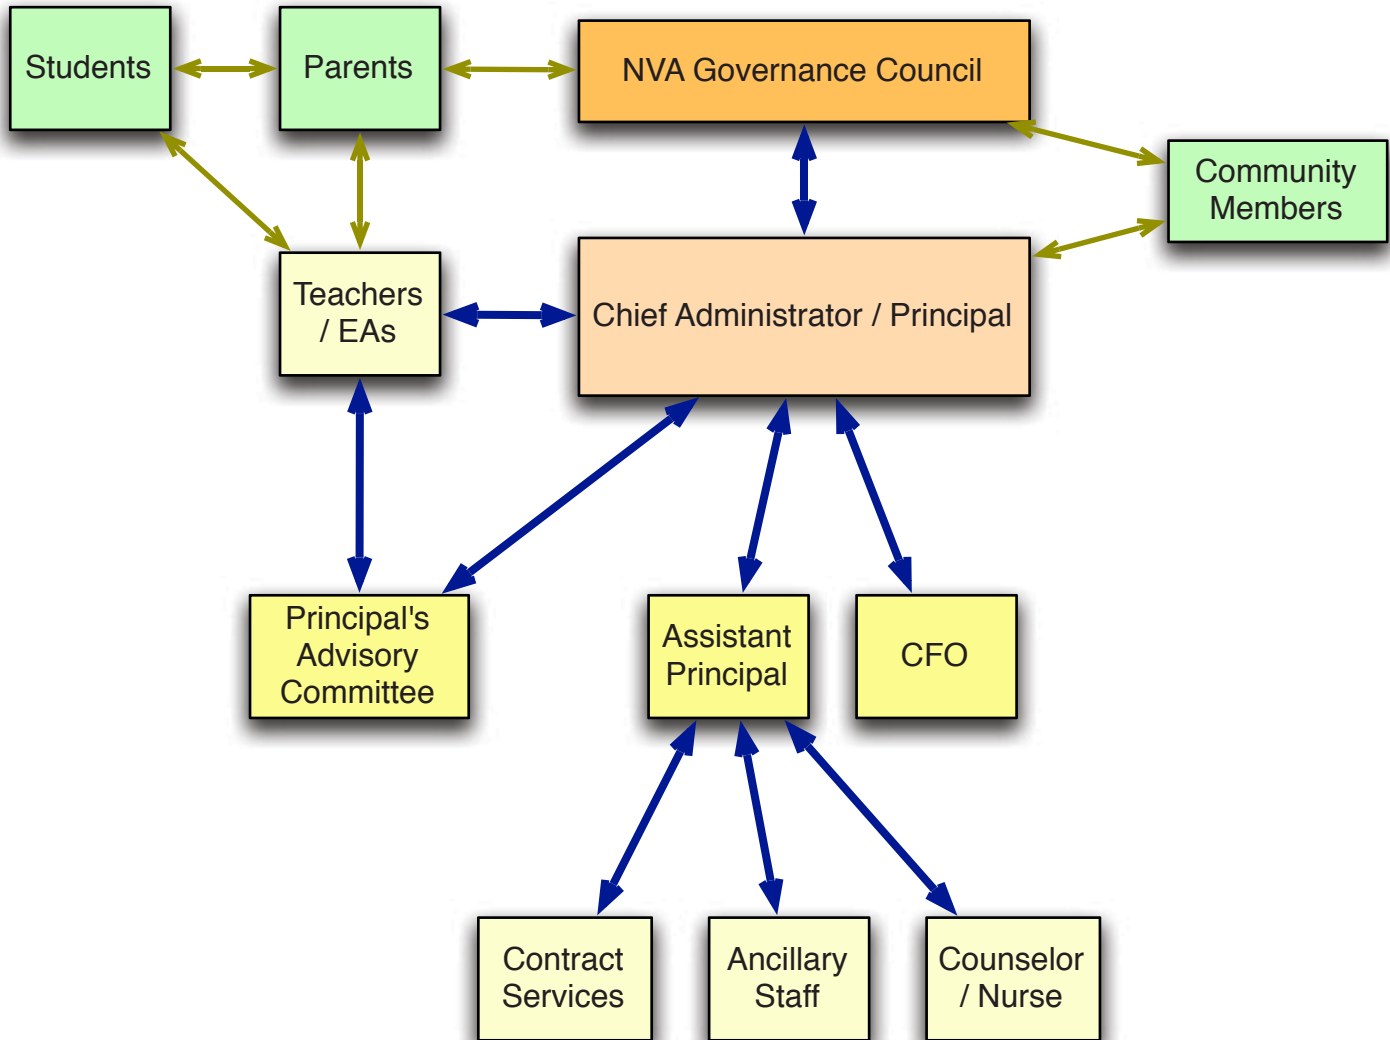 Students
Parents
NVA Governance Council
Community
Members
Teachers
/ EAs
Chief Administrator / Principal
Principal's
Advisory
Committee
Assistant
Principal
CFO
Contract
Services
Ancillary
Staff
Counselor
/ Nurse